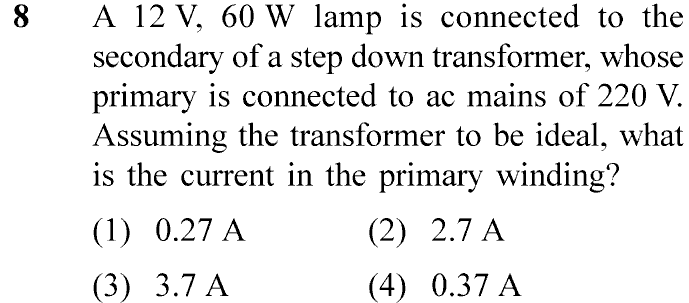 8 A 12 V, 60 W lamp is connected to the
secondary of a step down transformer, whose
primary is connected to ac mains of 220 V.
Assuming the transformer to be ideal, what
is the current in the primary winding?
(1) 0.27 A (2) 2.7 A
(3) 3.7 A (4) 0.37 A